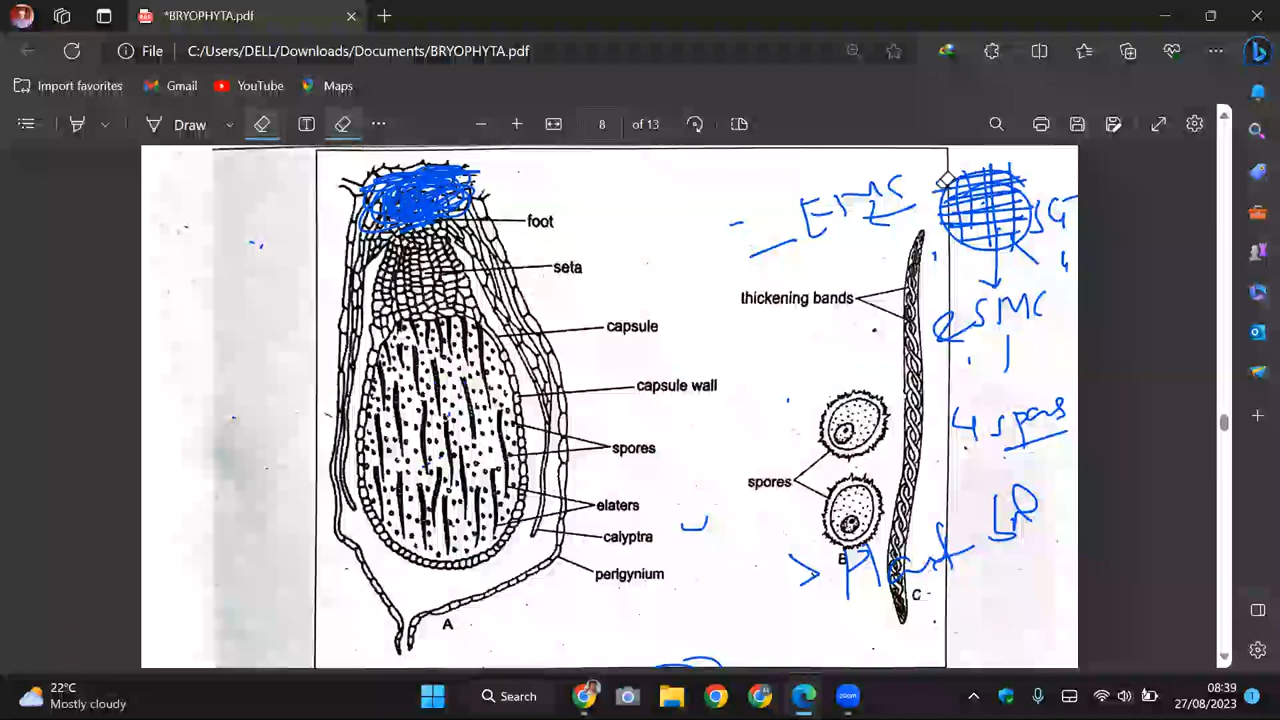 *BRYOPHYTA.pdf
File
C:/Users/DELL/Downloads/Documents/BRYOPHYTA.pdf
Import favorites
Gmail
YouTube
Maps
Draw
8 of 13
foot
seta
capsule
capsule wall
spores
elaters
calyptra
perigynium
A
thickening bands
spores
B
C
EMC
SMC
4 spores
Plant
22°C
Mostly cloudy
Search
08:39
27/08/2023